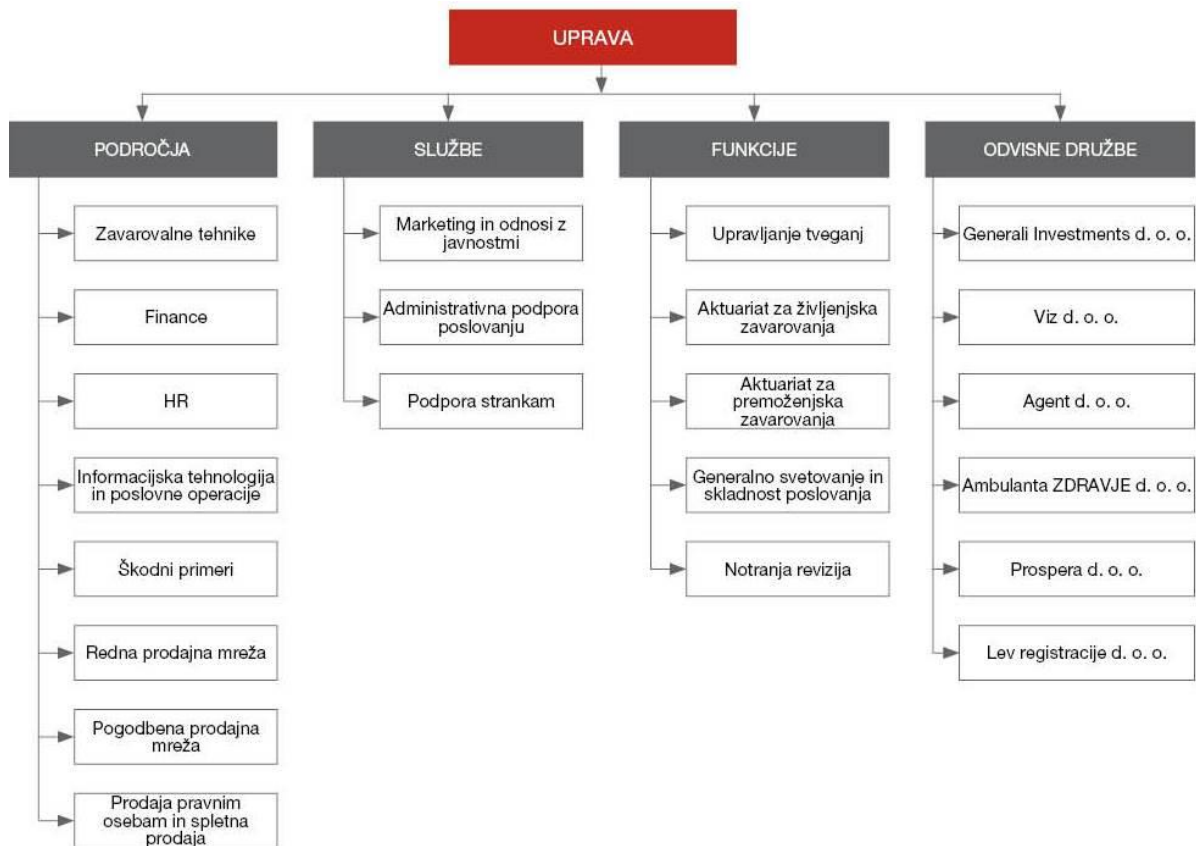 UPRAVA
PODROČJA
Zavarovalne tehnike
Finance
HR
Informacijska tehnologija
in poslovne operacije
Škodni primeri
Redna prodajna mreža
Pogodbena prodajna
mreža
Prodaja pravnim
osebam in spletna
prodaja
SLUŽBE
Marketing in odnosi z
javnostmi
Administrativna podpora
poslovanju
Podpora strankam
FUNKCIJE
Upravljanje tveganj
Aktuariat za življenjska
zavarovanja
Aktuariat za
premoženjska
zavarovanja
Generalno svetovanje in
skladnost poslovanja
Notranja revizija
ODVISNE DRUŽBE
Generali Investments d. o. o.
Viz d. o. o.
Agent d. o. o.
Ambulanta ZDRAVJE d. o. o.
Prospera d. o. o.
Lev registracije d. o. o.